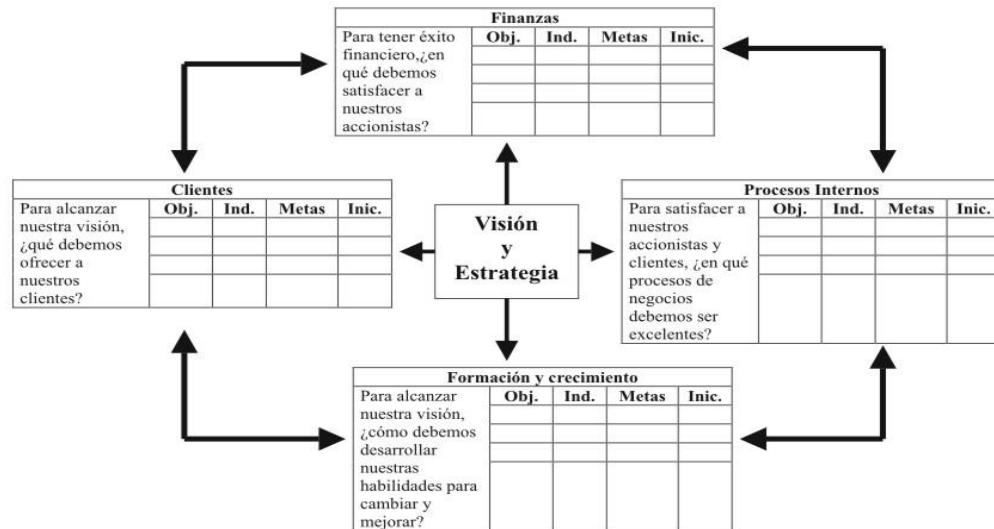 Finanzas
Para tener éxito
financiero,¿en
qué debemos
satisfacer a
nuestros
accionistas?
Obj. Ind. Metas Inic.
Clientes
Para alcanzar
nuestra visión,
¿qué debemos
ofrecer a
nuestros
clientes?
Obj. Ind. Metas Inic.
Visión
y
Estrategia
Procesos Internos
Para satisfacer a
nuestros
accionistas y
clientes, ¿en qué
procesos de
negocios
debemos ser
excelentes?
Obj. Ind. Metas Inic.
Formación y crecimiento
Para alcanzar
nuestra visión,
¿cómo debemos
desarrollar
nuestras
habilidades para
cambiar y
mejorar?
Obj. Ind. Metas Inic.